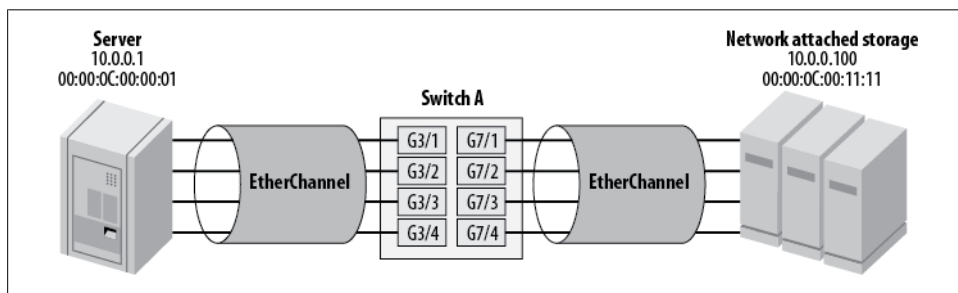 Server
10.0.0.1
00:00:0C:00:00:01
Network attached storage
10.0.0.100
00:00:0C:00:11:11
Switch A
EtherChannel
G3/1 G7/1
G3/2 G7/2
G3/3 G7/3
G3/4 G7/4
EtherChannel